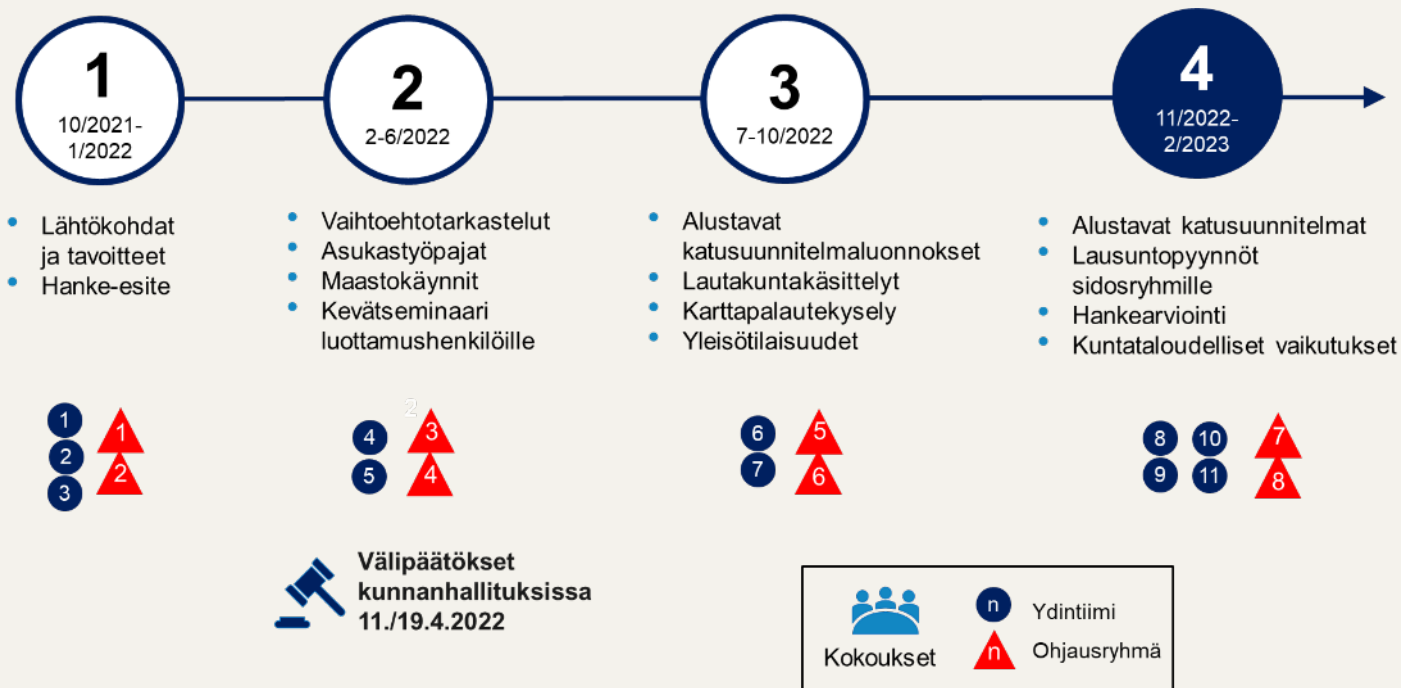 1
10/2021-
1/2022
2
2-6/2022
3
7-10/2022
4
11/2022-
2/2023
• Lähtökohdat
ja tavoitteet
• Hanke-esite
• Vaihtoehtotarkastelut
• Asukastyöpajat
• Maastokäynnit
• Kevätseminaari
luottamushenkilöille
• Alustavat
katusuunnitelmaluonnokset
• Lautakuntakäsittelyt
• Karttapalautekysely
• Yleisötilaisuudet
• Alustavat katusuunnitelmat
• Lausuntopyynnöt
sidosryhmille
• Hankearviointi
• Kuntataloudelliset vaikutukset
1
2
3
1
2
2
4
5
3
4
6
7
5
6
8 10
9 11
7
8
Välipäätökset
kunnanhallituksissa
11./19.4.2022
Kokoukset
n Ydintiimi
n Ohjausryhmä